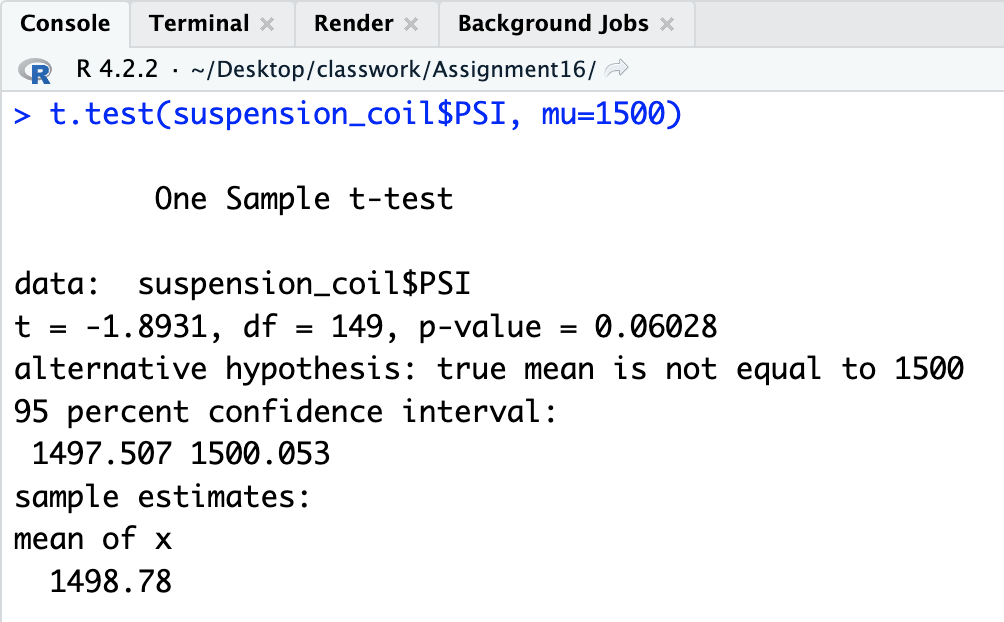 Console Terminal × Render × Background Jobs ×
R R 4.2.2 · ~/Desktop/classwork/Assignment16/
> t.test(suspension_coil$PSI, mu=1500)
One Sample t-test
data:  suspension_coil$PSI
t = -1.8931, df = 149, p-value = 0.06028
alternative hypothesis: true mean is not equal to 1500
95 percent confidence interval:
1497.507 1500.053
sample estimates:
mean of x
1498.78